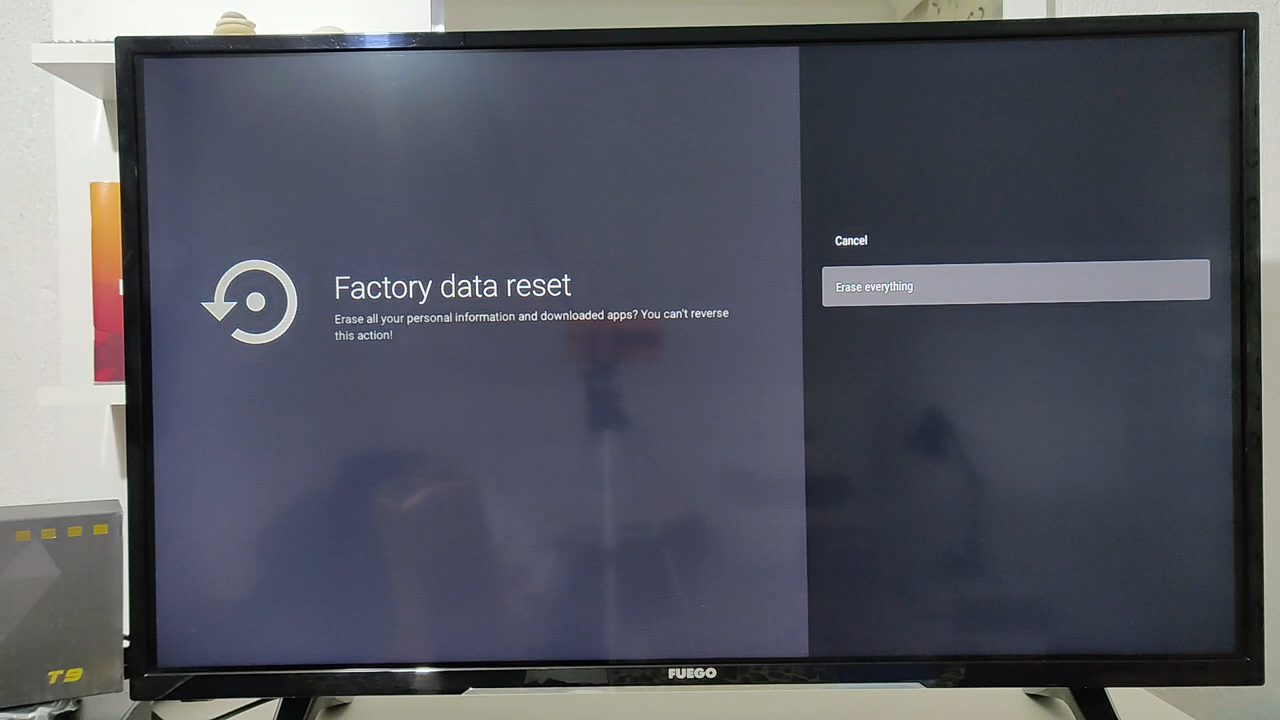 Factory data reset
Erase all your personal information and downloaded apps? You can't reverse
this action!
Cancel
Erase everything
T9
FUEGO